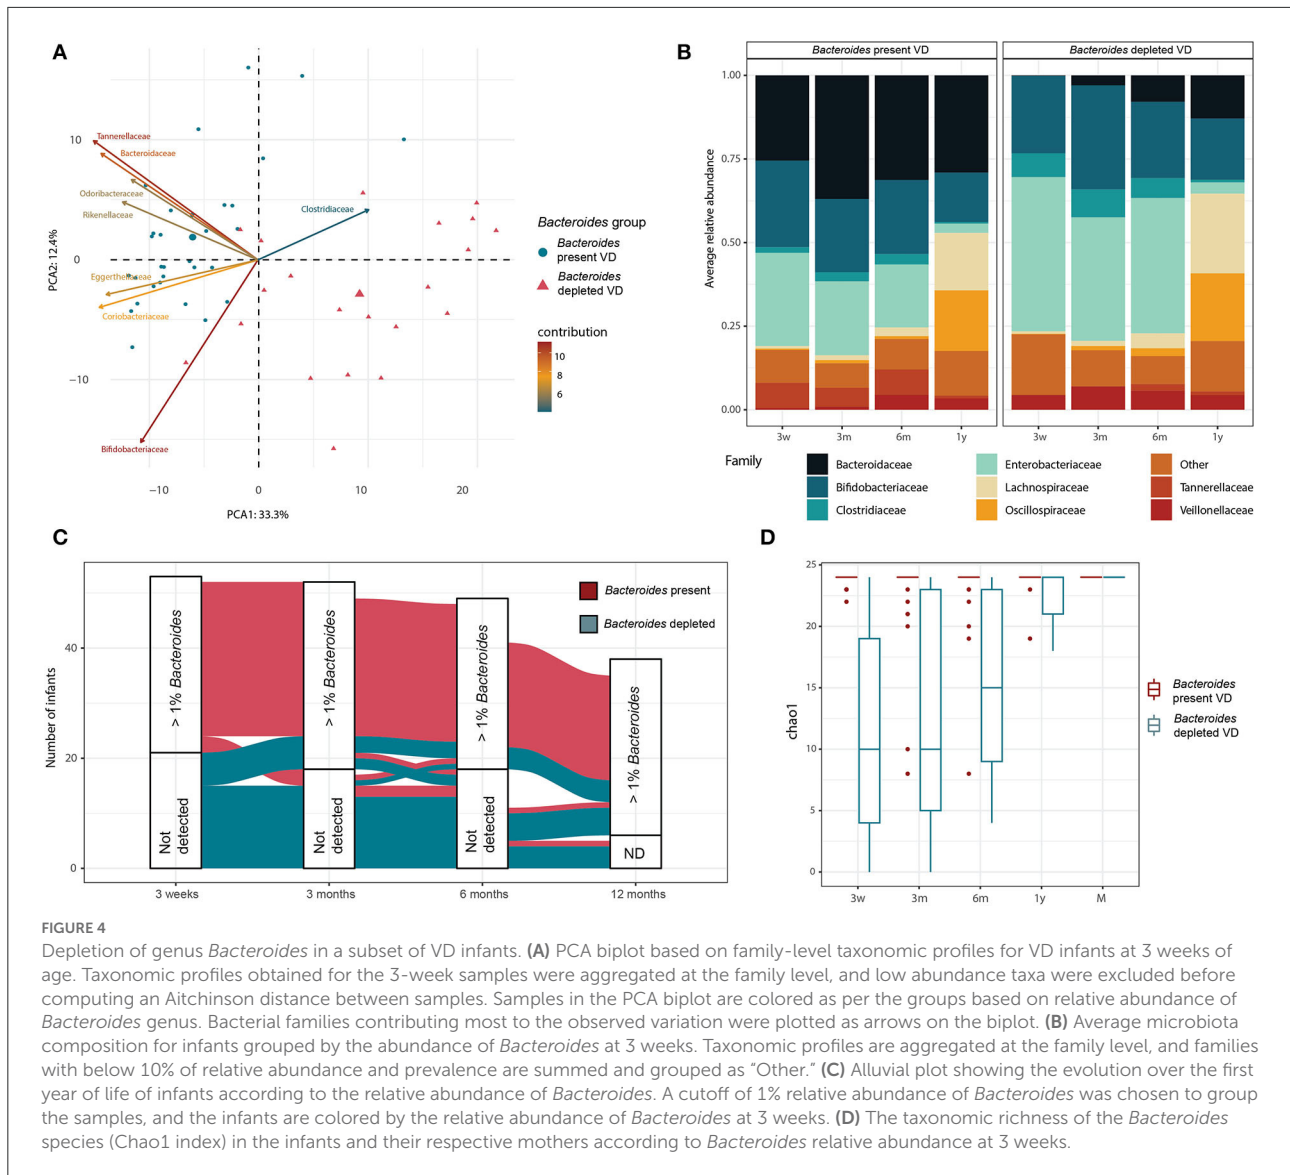 A
10
0
−10
−10
0
10
20
PCA2: 12.4%
PCA1: 33.3%
Tannerellaceae
Bacteroidaceae
Odoribacteraceae
Rikenellaceae
Clostridiaceae
Eggerthellaceae
Coriobacteriaceae
Bifidobacteriaceae
Bacteroides group
Bacteroides
present VD
Bacteroides
depleted VD
contribution
10
8
6
B
Bacteroides present VD
Bacteroides depleted VD
1.00
0.75
0.50
0.25
0.00
Average relative abundance
3w
3m
6m
1y
3w
3m
6m
1y
Family
Bacteroidaceae
Bifidobacteriaceae
Clostridiaceae
Enterobacteriaceae
Lachnospiraceae
Oscillospiraceae
Other
Tannerellaceae
Veillonellaceae
C
Number of infants
40
20
0
> 1% Bacteroides
Not
detected
> 1% Bacteroides
Not
detected
> 1% Bacteroides
Not
detected
> 1% Bacteroides
ND
3 weeks
3 months
6 months
12 months
Bacteroides present
Bacteroides depleted
D
25
20
15
10
5
0
chao1
3w
3m
6m
1y
M
Bacteroides
present VD
Bacteroides
depleted VD
FIGURE 4
Depletion of genus Bacteroides in a subset of VD infants. (A) PCA biplot based on family-level taxonomic profiles for VD infants at 3 weeks of
age. Taxonomic profiles obtained for the 3-week samples were aggregated at the family level, and low abundance taxa were excluded before
computing an Aitchinson distance between samples. Samples in the PCA biplot are colored as per the groups based on relative abundance of
Bacteroides genus. Bacterial families contributing most to the observed variation were plotted as arrows on the biplot. (B) Average microbiota
composition for infants grouped by the abundance of Bacteroides at 3 weeks. Taxonomic profiles are aggregated at the family level, and families
with below 10% of relative abundance and prevalence are summed and grouped as “Other.” (C) Alluvial plot showing the evolution over the first
year of life of infants according to the relative abundance of Bacteroides. A cutoff of 1% relative abundance of Bacteroides was chosen to group
the samples, and the infants are colored by the relative abundance of Bacteroides at 3 weeks. (D) The taxonomic richness of the Bacteroides
species (Chao1 index) in the infants and their respective mothers according to Bacteroides relative abundance at 3 weeks.